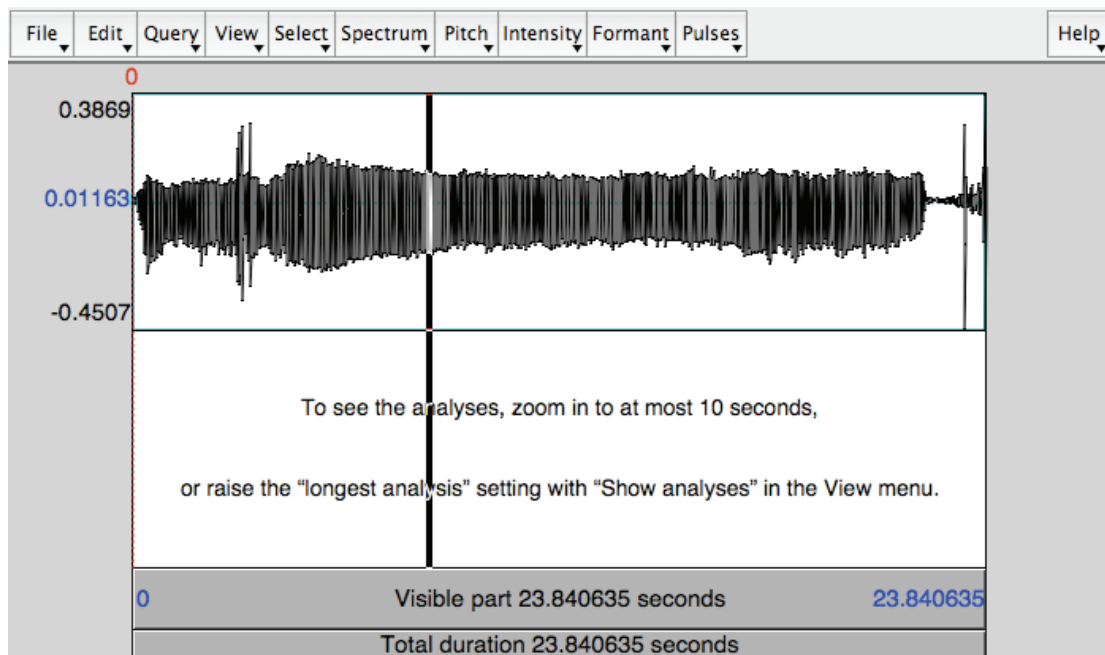 File Edit Query View Select Spectrum Pitch Intensity Formant Pulses Help
0
0.3869
0.01163
-0.4507
To see the analyses, zoom in to at most 10 seconds,
or raise the “longest analysis” setting with “Show analyses” in the View menu.
0 Visible part 23.840635 seconds 23.840635
Total duration 23.840635 seconds